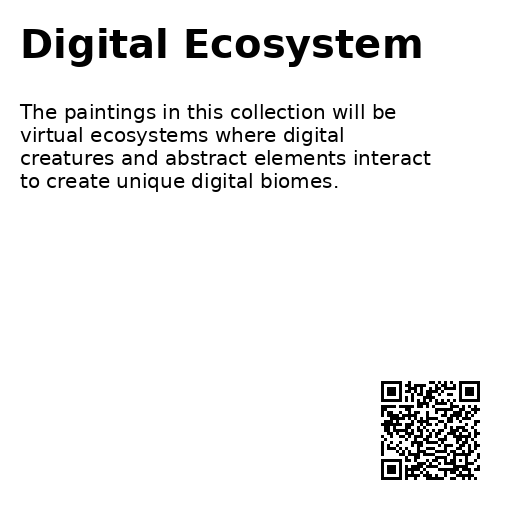 Digital Ecosystem
The paintings in this collection will be
virtual ecosystems where digital
creatures and abstract elements interact
to create unique digital biomes.